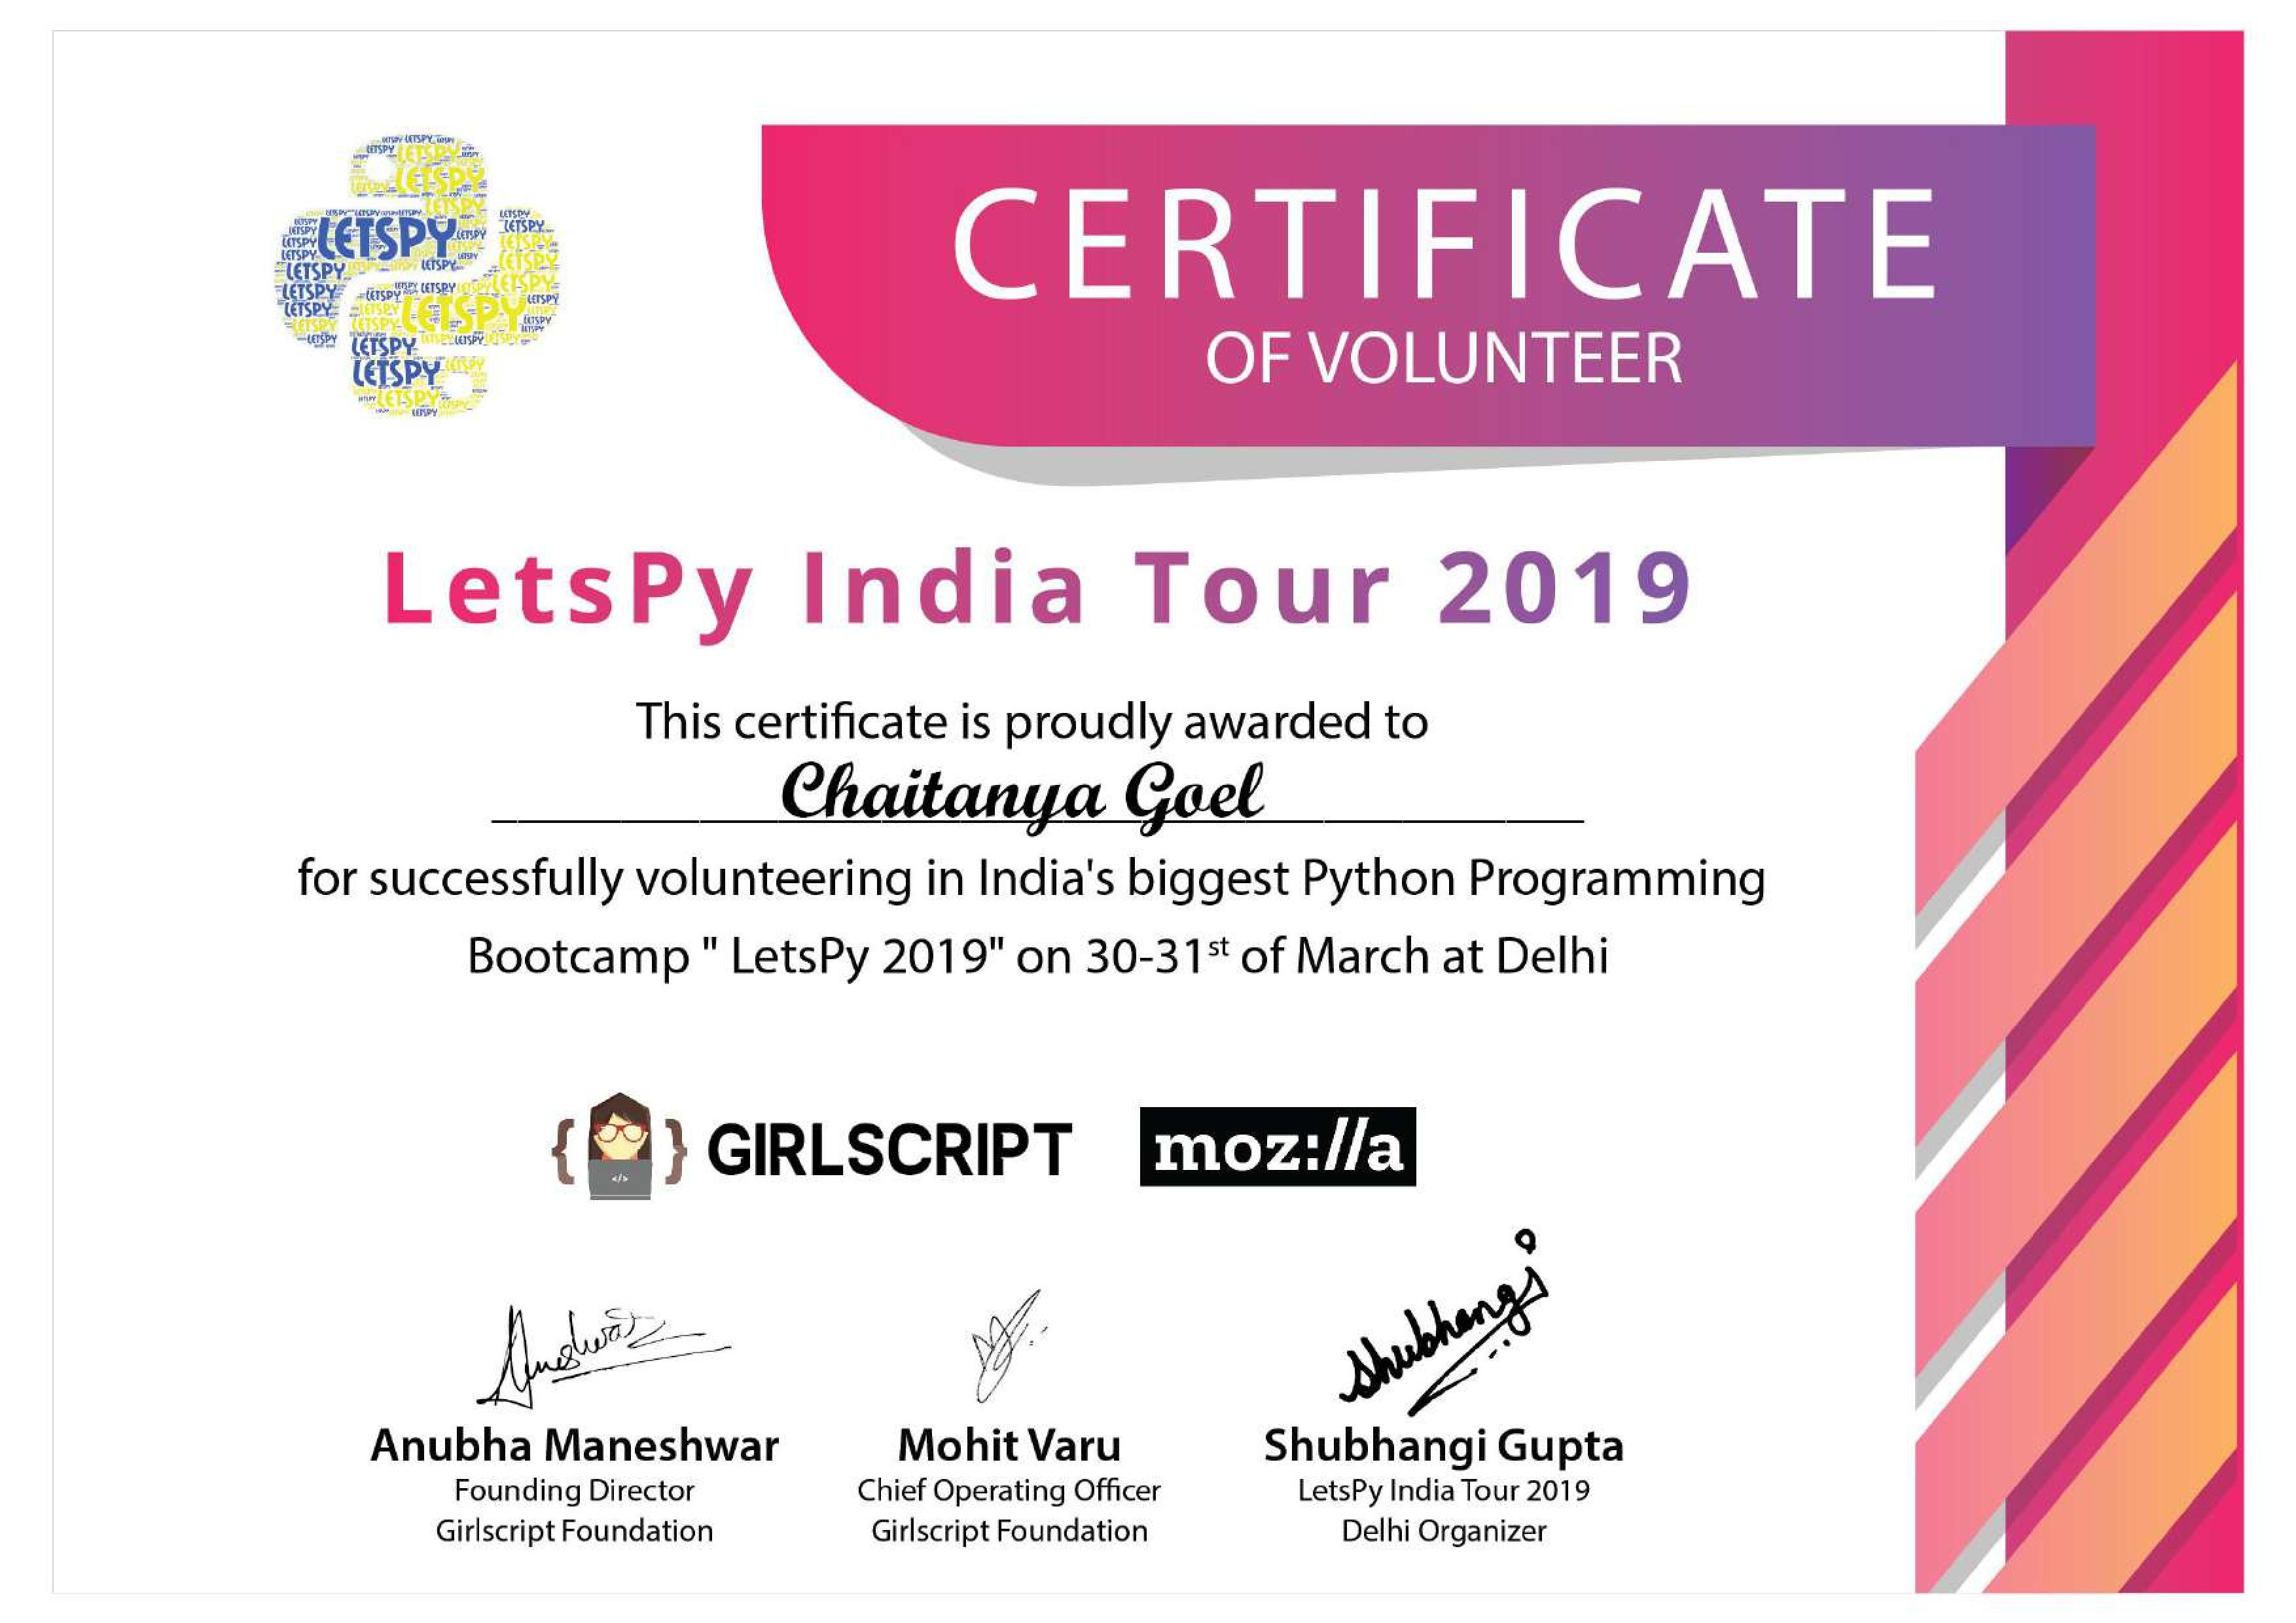 LETSPY
CERTIFICATE
OF VOLUNTEER
LetsPy India Tour 2019
This certificate is proudly awarded to
Chaitanya Goel
for successfully volunteering in India's biggest Python Programming
Bootcamp " LetsPy 2019" on 30-31st of March at Delhi
{ </> } GIRLSCRIPT moz://a
Shubhangi
Anubha Maneshwar Mohit Varu Shubhangi Gupta
Founding Director Chief Operating Officer LetsPy India Tour 2019
Girlscript Foundation Girlscript Foundation Delhi Organizer